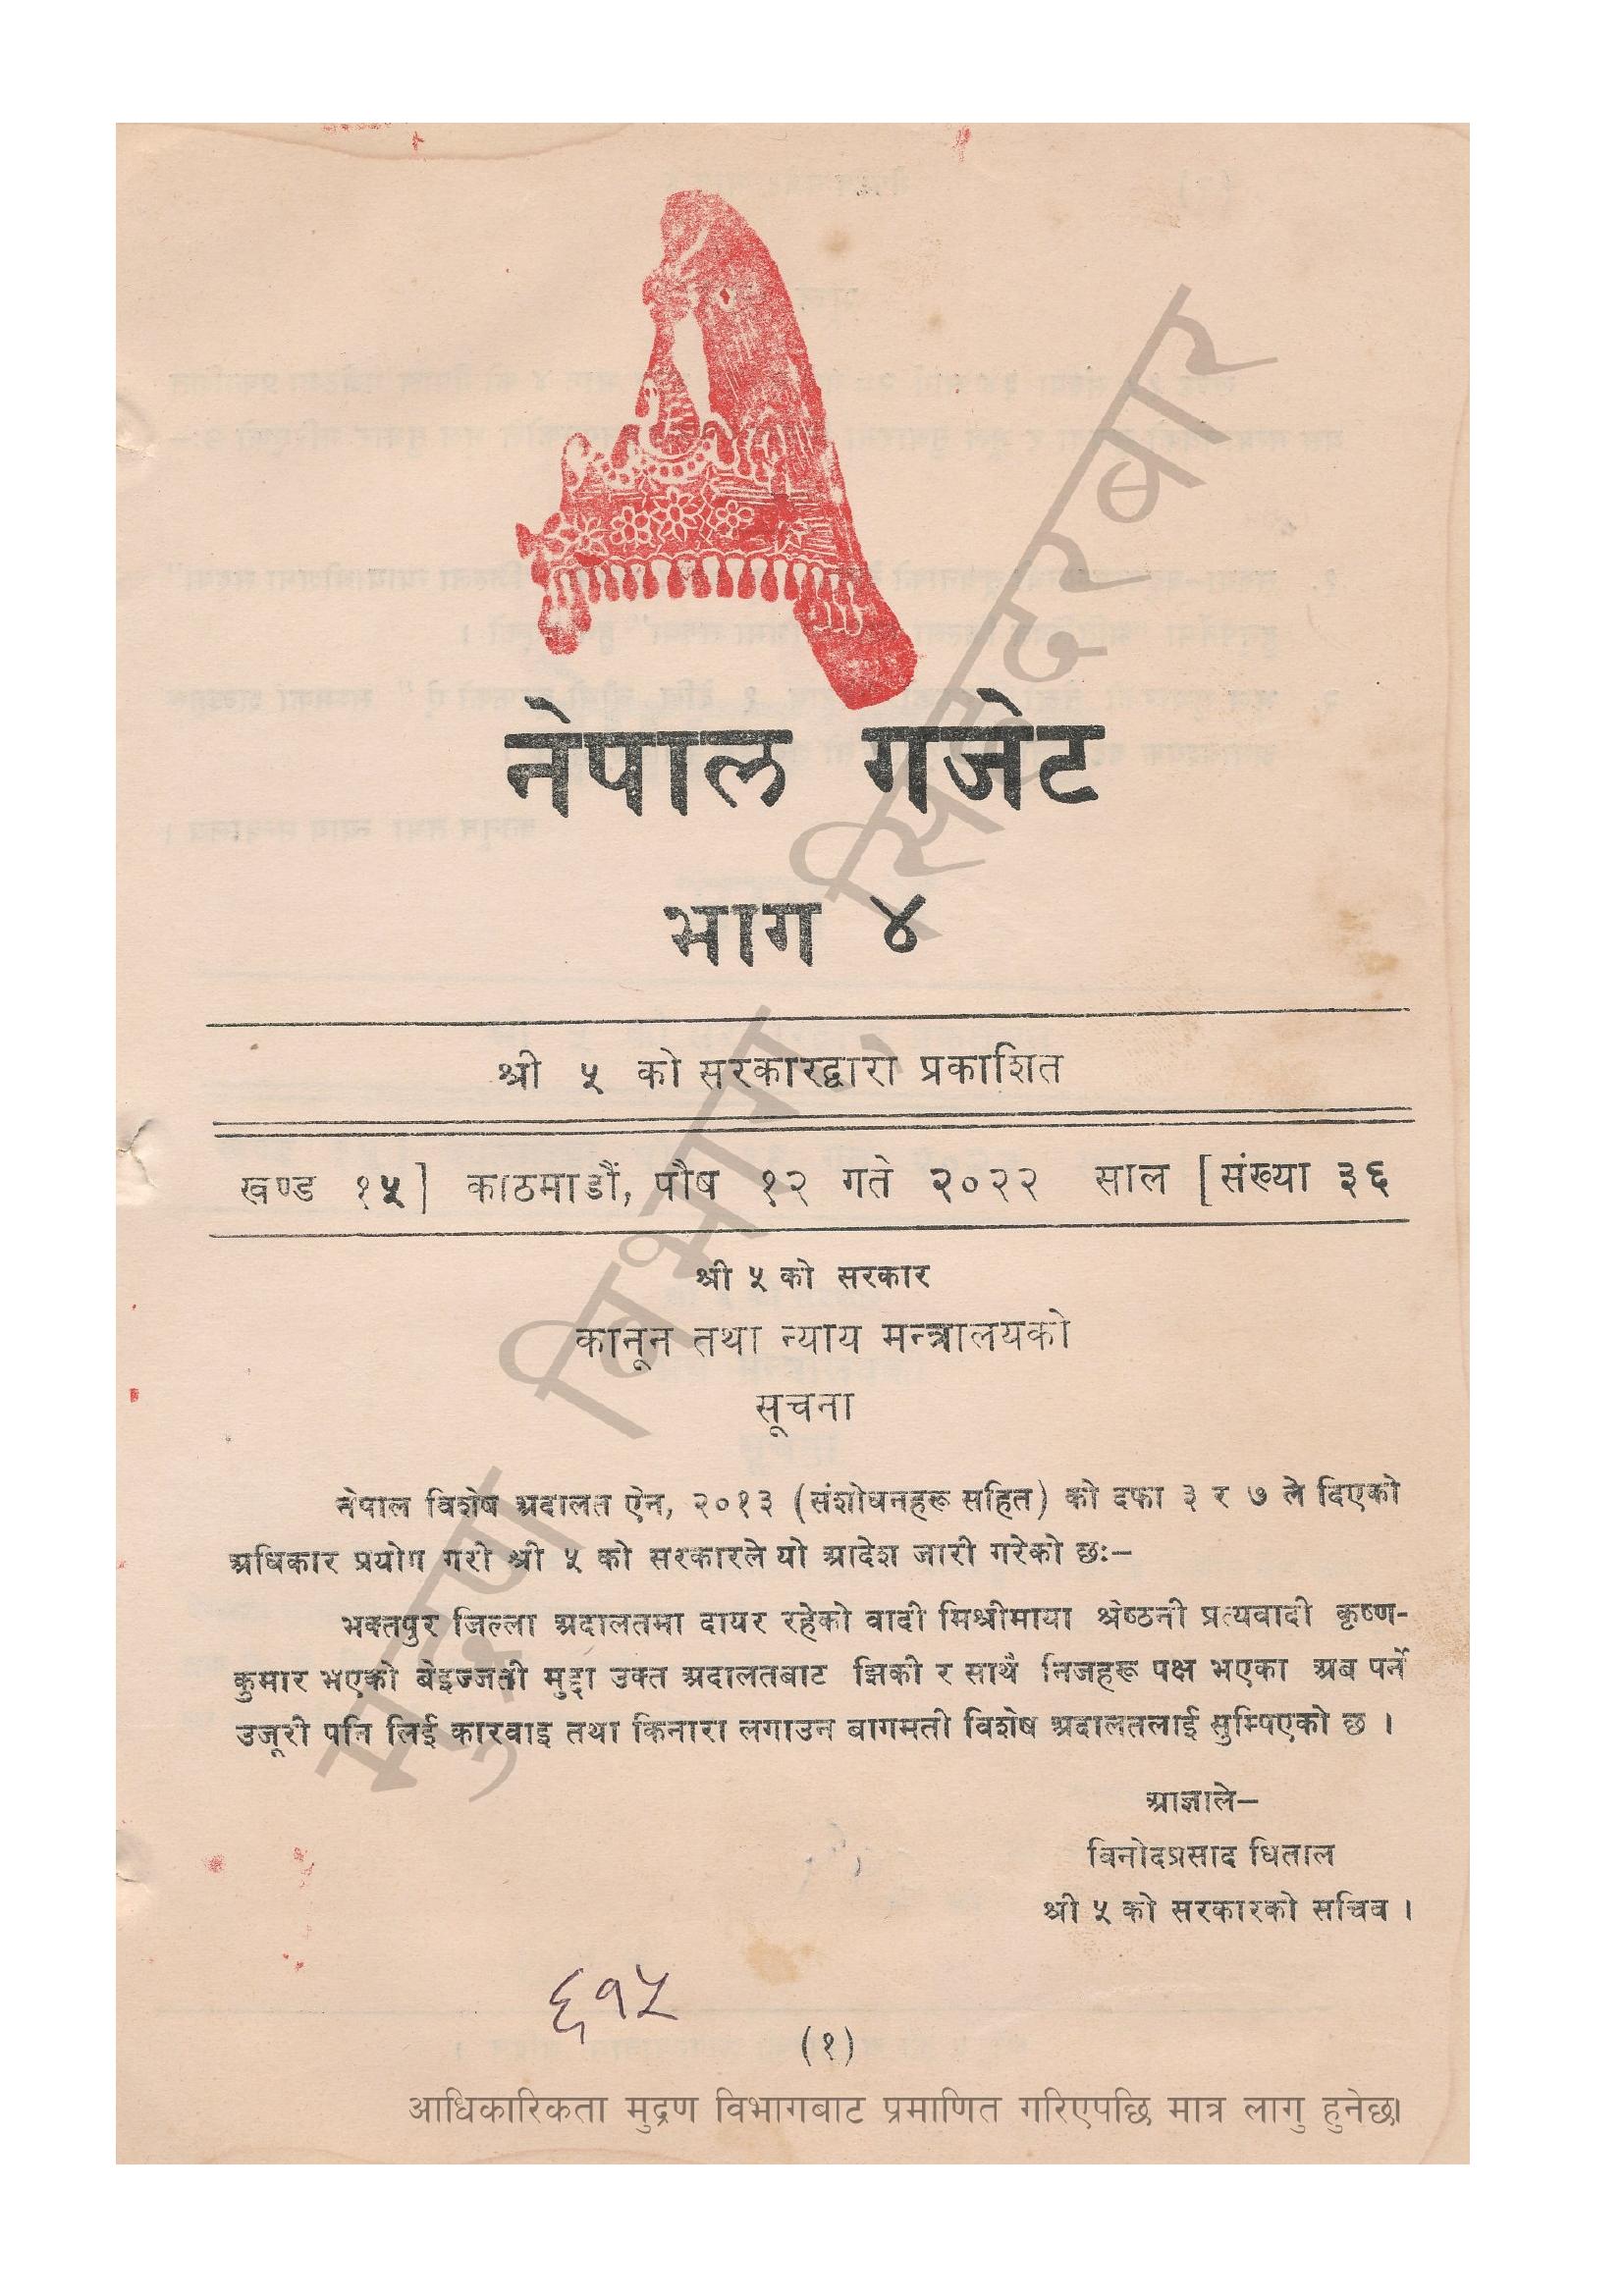 नेपाल गजेट
भाग ४
श्री ५ को सरकारद्वारा प्रकाशित
खण्ड १५] काठमाडौं, पौष १२ गते २०२२ साल [संख्या ३६
श्री ५ को सरकार
कानून तथा न्याय मन्त्रालयको
सूचना
नेपाल विशेष अदालत ऐन, २०१३ (संशोधनहरू सहित) को दफा ३ र ७ ले दिएको
अधिकार प्रयोग गरी श्री ५ को सरकारले यो आदेश जारी गरेको छः–
भक्तपुर जिल्ला अदालतमा दायर रहेको वादी मिश्रीमाया श्रेष्ठनी प्रत्यवादी कृष्ण-
कुमार भएको बेइज्जती मुद्दा उक्त अदालतबाट झिकी र साथै निजहरू पक्ष भएका अब पर्ने
उजूरी पनि लिई कारवाइ तथा किनारा लगाउन बागमती विशेष अदालतलाई सुम्पिएको छ ।
आज्ञाले–
बिनोदप्रसाद धिताल
श्री ५ को सरकारको सचिव ।
६१५
(१)
आधिकारिकता मुद्रण विभागबाट प्रमाणित गरिएपछि मात्र लागु हुनेछ।
मुद्रण विभाग, सिंहदरबार